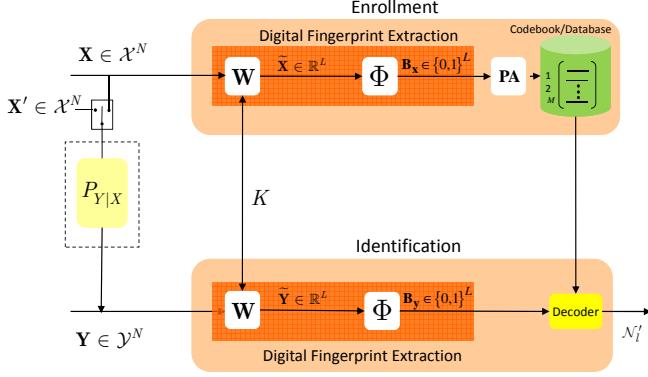 Enrollment
Digital Fingerprint Extraction
Codebook/Database
𝐗 ∈ 𝒳^N
𝐖
𝐗̃ ∈ ℝ^L
Φ
𝐁_𝐱 ∈ {0,1}^L
PA
1
2
M
𝐗′ ∈ 𝒳^N
P_{Y|X}
K
Identification
𝐖
𝐘̃ ∈ ℝ^L
Φ
𝐁_𝐲 ∈ {0,1}^L
Decoder
𝐘 ∈ 𝒴^N
𝒩_l′
Digital Fingerprint Extraction